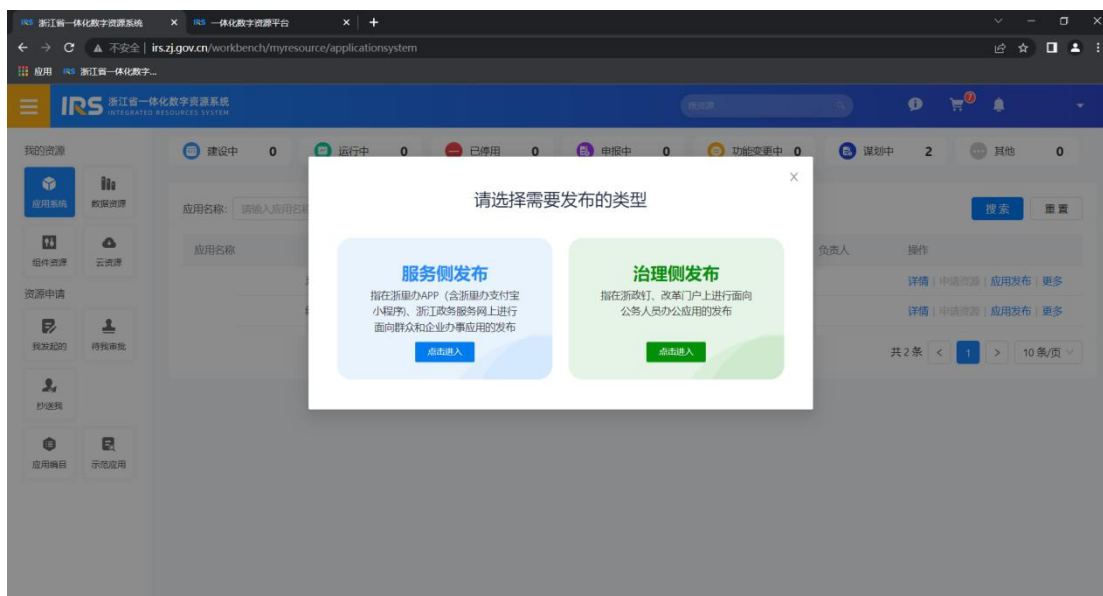 IRS 浙江省一体化数字资源系统 × IRS 一体化数字资源平台 × +
不安全 | irs.zj.gov.cn/workbench/myresource/applicationsystem
应用 IRS 浙江省一体化数字...
IRS 浙江省一体化数字资源系统
INTEGRATED RESOURCES SYSTEM
搜资源
我的资源
建设中 0 运行中 0 已停用 0 申报中 0 功能变更中 0 谋划中 2 其他 0
应用系统 数据资源
请选择需要发布的类型
应用名称: 请输入应用名称
搜索 重置
组件资源 云资源
应用名称 负责人 操作
服务侧发布
指在浙里办APP（含浙里办支付宝
小程序）、浙江政务服务网上进行
面向群众和企业办事应用的发布
点击进入
治理侧发布
指在浙政钉、改革门户上进行面向
公务人员办公应用的发布
点击进入
详情 | 申请资源 | 应用发布 | 更多
详情 | 申请资源 | 应用发布 | 更多
资源申请
我发起的 待我审批
共2条 < 1 > 10条/页
抄送我
应用编目 示范应用